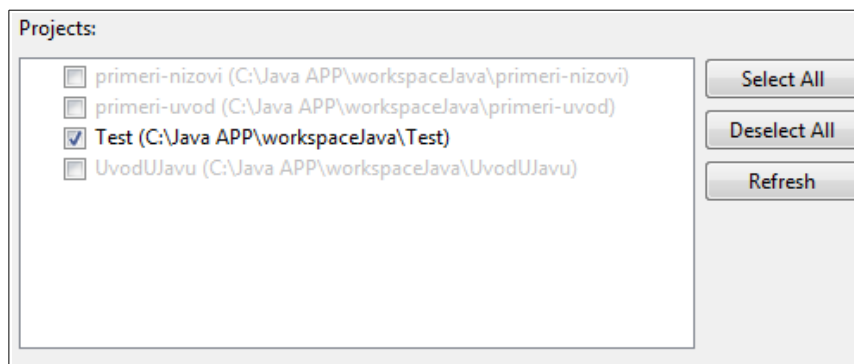 Projects:
primeri-nizovi (C:\Java APP\workspaceJava\primeri-nizovi)
primeri-uvod (C:\Java APP\workspaceJava\primeri-uvod)
Test (C:\Java APP\workspaceJava\Test)
UvodUJavu (C:\Java APP\workspaceJava\UvodUJavu)
Select All
Deselect All
Refresh